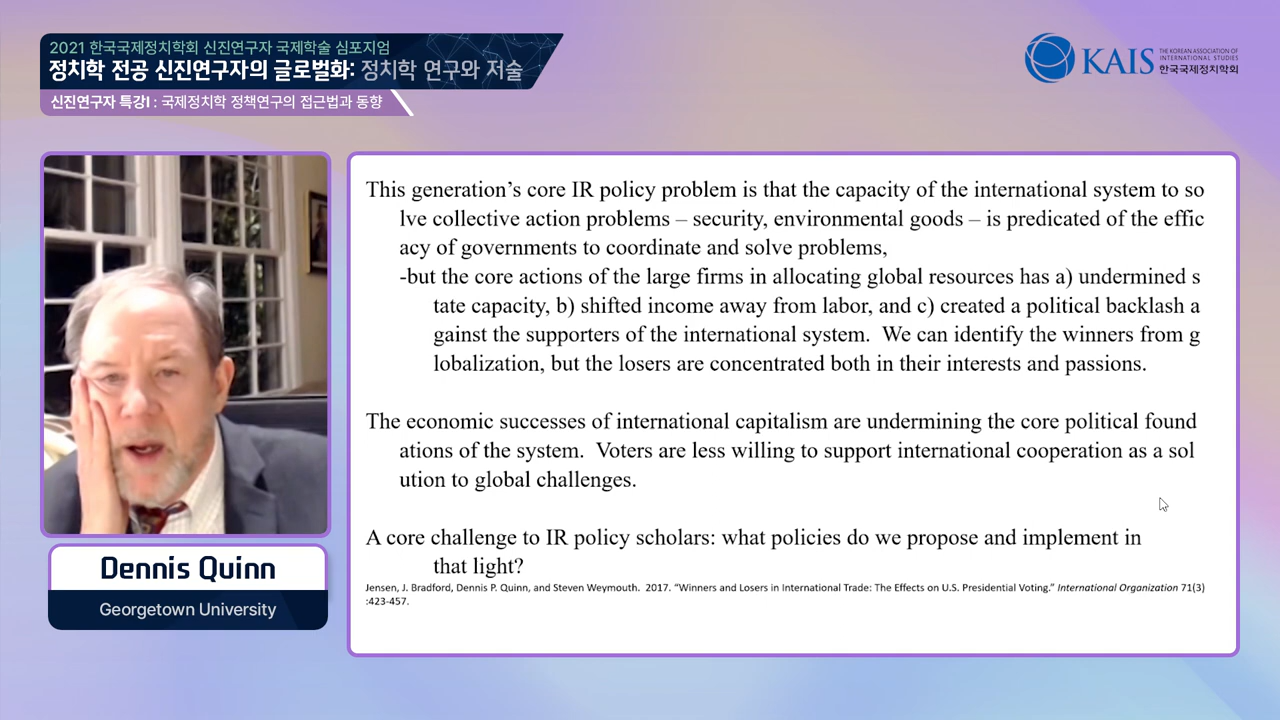 2021 한국국제정치학회 신진연구자 국제학술 심포지엄
정치학 전공 신진연구자의 글로벌화: 정치학 연구와 저술
신진연구자 특강I : 국제정치학 정책연구의 접근법과 동향
KAIS
THE KOREAN ASSOCIATION OF
INTERNATIONAL STUDIES
한국국제정치학회
This generation's core IR policy problem is that the capacity of the international system to so
lve collective action problems – security, environmental goods – is predicated of the effic
acy of governments to coordinate and solve problems,
-but the core actions of the large firms in allocating global resources has a) undermined s
tate capacity, b) shifted income away from labor, and c) created a political backlash a
gainst the supporters of the international system.  We can identify the winners from g
lobalization, but the losers are concentrated both in their interests and passions.
The economic successes of international capitalism are undermining the core political found
ations of the system.  Voters are less willing to support international cooperation as a sol
ution to global challenges.
A core challenge to IR policy scholars: what policies do we propose and implement in
that light?
Jensen, J. Bradford, Dennis P. Quinn, and Steven Weymouth.  2017. "Winners and Losers in International Trade: The Effects on U.S. Presidential Voting." International Organization 71(3)
:423-457.
Dennis Quinn
Georgetown University